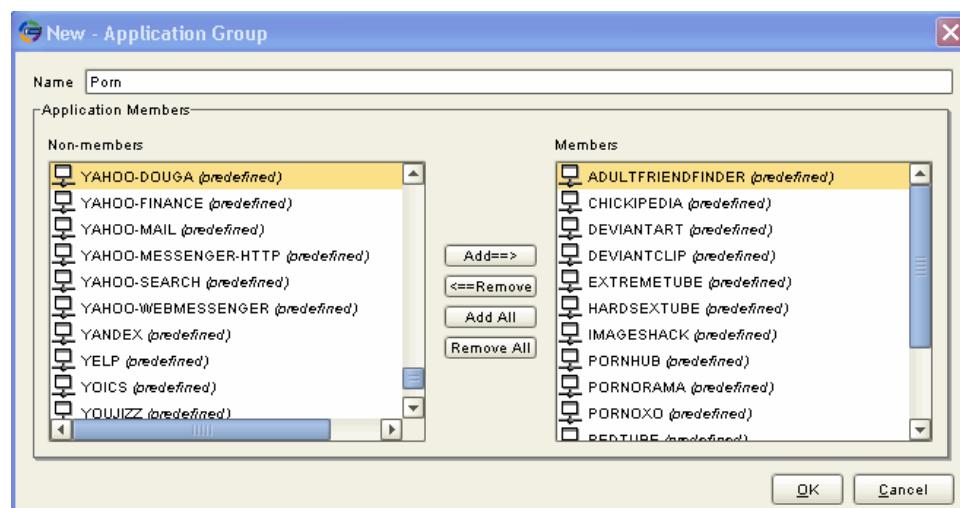 New - Application Group
Name Porn
Application Members
Non-members
YAHOO-DOUGA (predefined)
YAHOO-FINANCE (predefined)
YAHOO-MAIL (predefined)
YAHOO-MESSENGER-HTTP (predefined)
YAHOO-SEARCH (predefined)
YAHOO-WEBMESSENGER (predefined)
YANDEX (predefined)
YELP (predefined)
YOICS (predefined)
YOUJIZZ (predefined)
Add==>
<==Remove
Add All
Remove All
Members
ADULTFRIENDFINDER (predefined)
CHICKIPEDIA (predefined)
DEVIANTART (predefined)
DEVIANTCLIP (predefined)
EXTREMETUBE (predefined)
HARDSEXTUBE (predefined)
IMAGESHACK (predefined)
PORNHUB (predefined)
PORNORAMA (predefined)
PORNOXO (predefined)
REDTUBE (predefined)
OK
Cancel